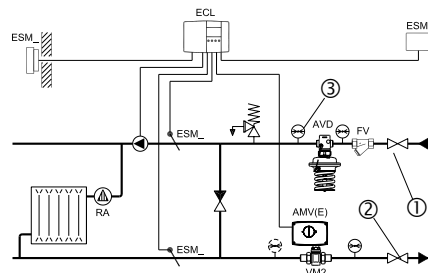 ECL
ESM_
ESM
③
AVD
FV
ESM_
①
RA
AMV(E)
②
ESM_
VM2